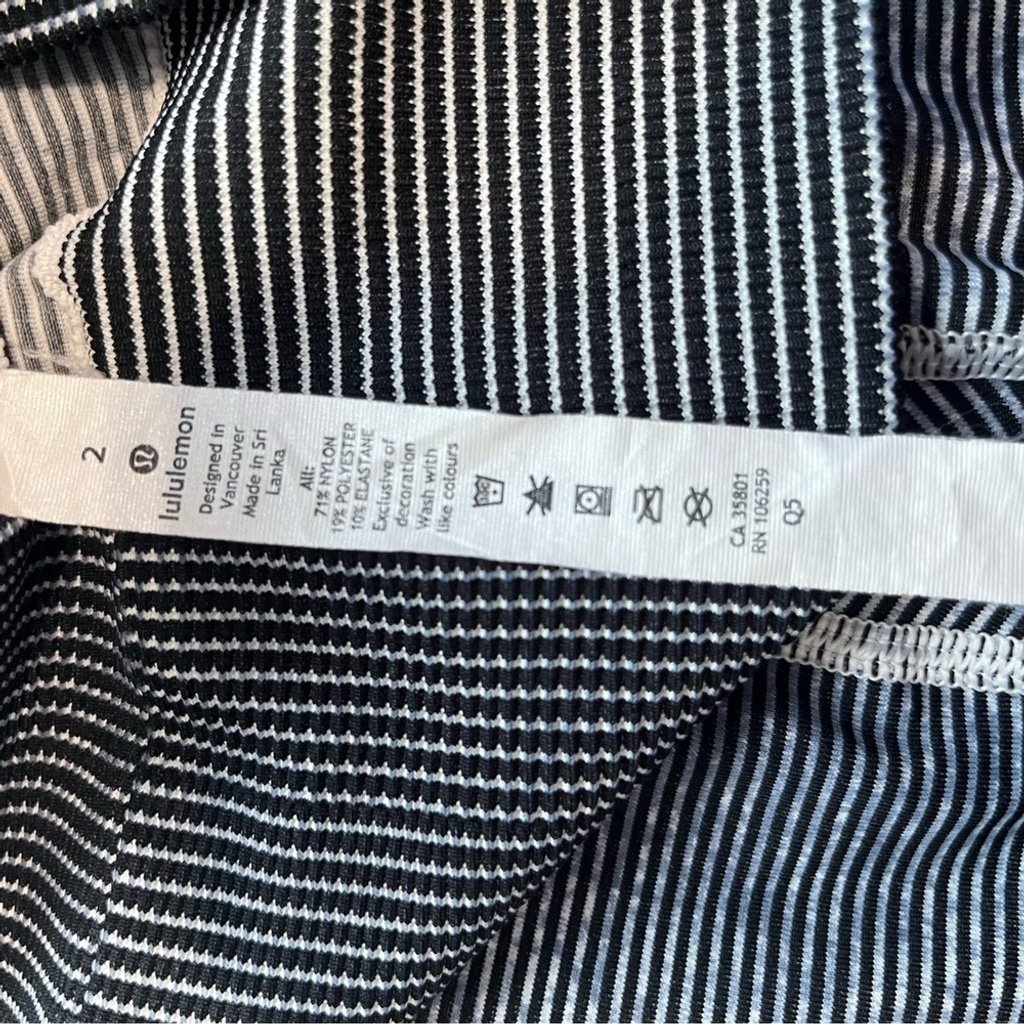 2
lululemon
Designed in
Vancouver
Made in Sri
Lanka
All:
71% NYLON
19% POLYESTER
10% ELASTANE
Exclusive of
decoration
Wash with
like colours
CA 35801
RN 106259
Q5